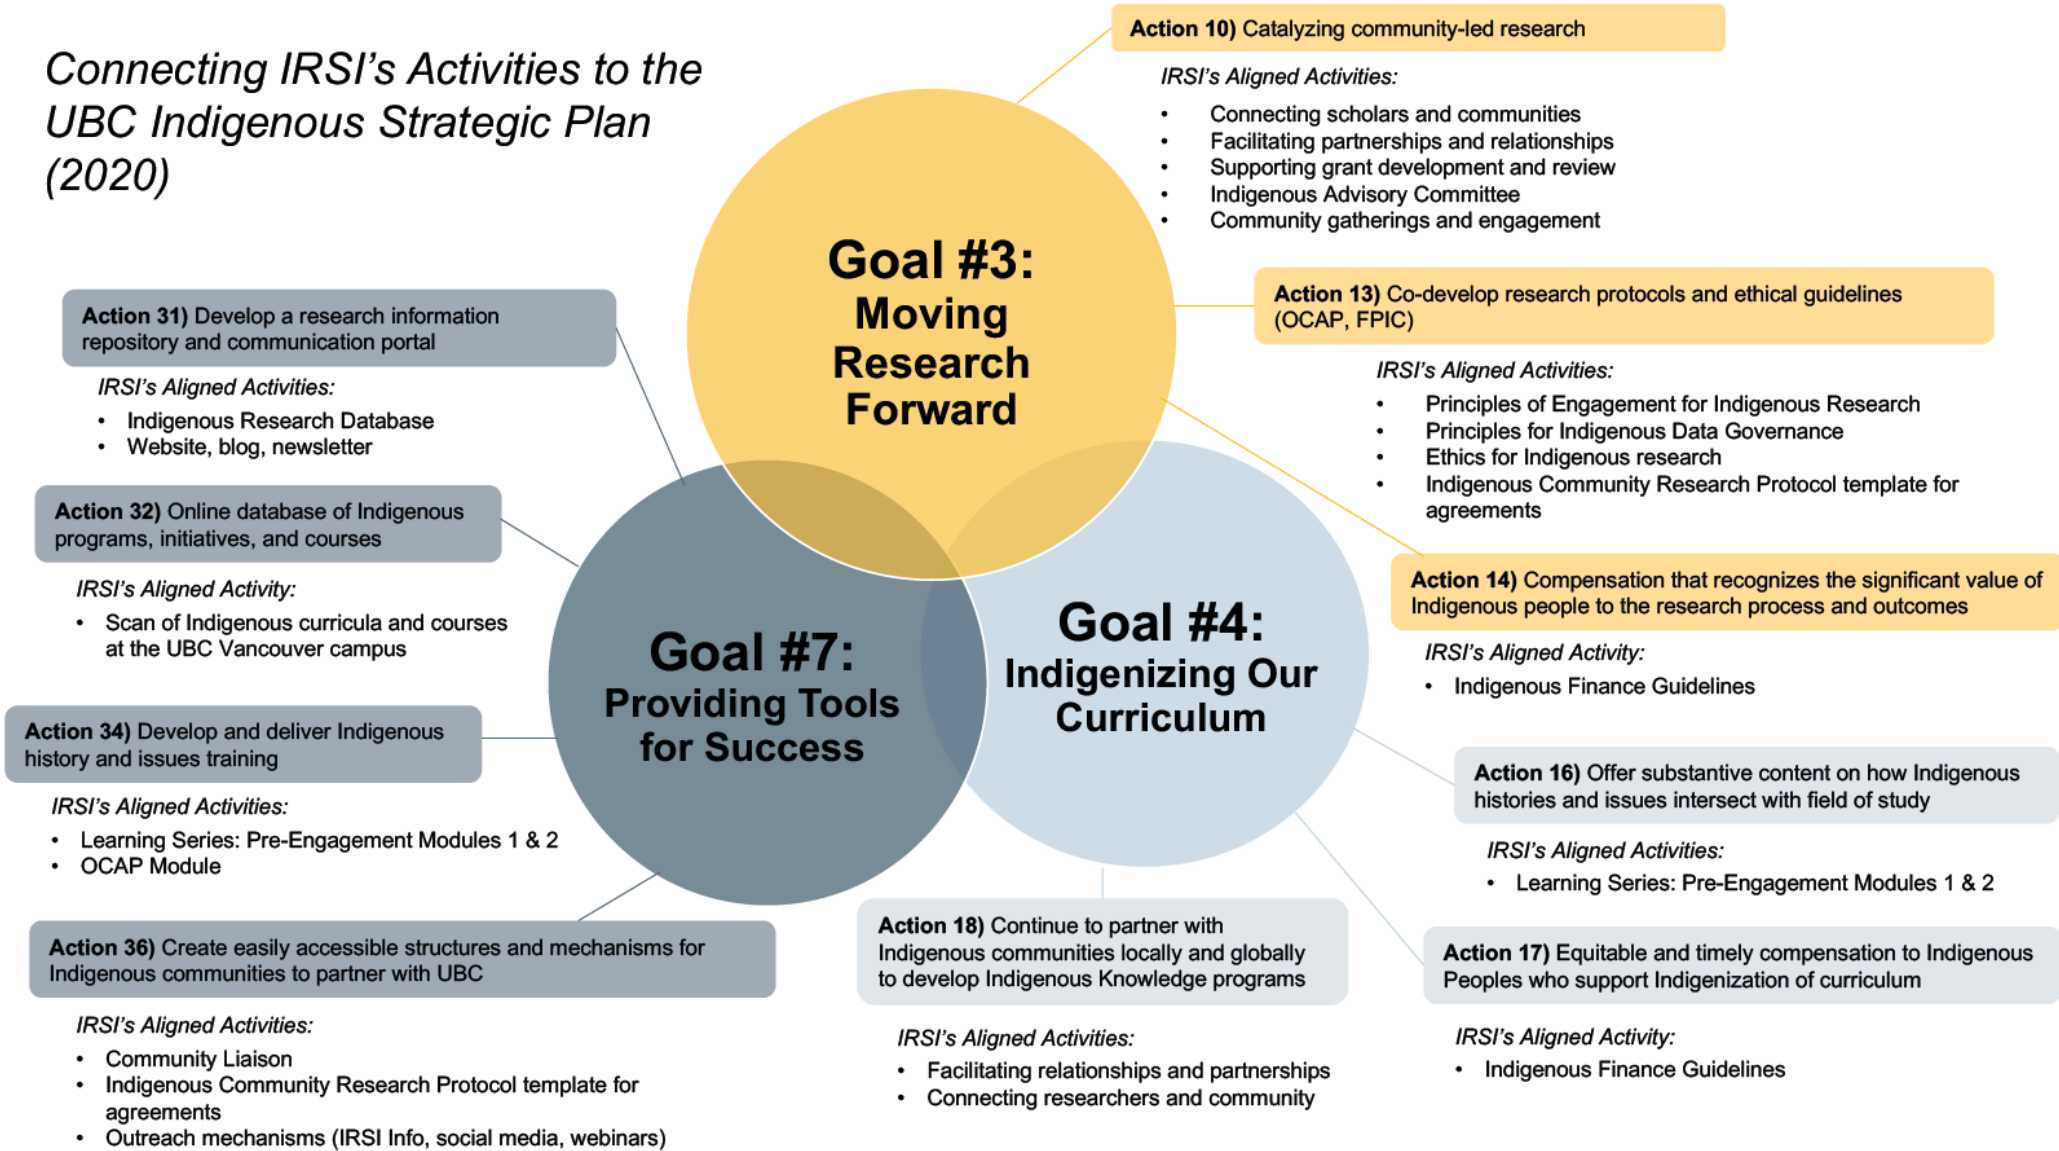 Connecting IRSI's Activities to the
UBC Indigenous Strategic Plan
(2020)
Action 10) Catalyzing community-led research
IRSI's Aligned Activities:
• Connecting scholars and communities
• Facilitating partnerships and relationships
• Supporting grant development and review
• Indigenous Advisory Committee
• Community gatherings and engagement
Goal #3:
Moving
Research
Forward
Action 13) Co-develop research protocols and ethical guidelines
(OCAP, FPIC)
IRSI's Aligned Activities:
• Principles of Engagement for Indigenous Research
• Principles for Indigenous Data Governance
• Ethics for Indigenous research
• Indigenous Community Research Protocol template for
agreements
Action 14) Compensation that recognizes the significant value of
Indigenous people to the research process and outcomes
IRSI's Aligned Activity:
• Indigenous Finance Guidelines
Action 31) Develop a research information
repository and communication portal
IRSI's Aligned Activities:
• Indigenous Research Database
• Website, blog, newsletter
Action 32) Online database of Indigenous
programs, initiatives, and courses
IRSI's Aligned Activity:
• Scan of Indigenous curricula and courses
at the UBC Vancouver campus
Goal #7:
Providing Tools
for Success
Action 34) Develop and deliver Indigenous
history and issues training
IRSI's Aligned Activities:
• Learning Series: Pre-Engagement Modules 1 & 2
• OCAP Module
Action 36) Create easily accessible structures and mechanisms for
Indigenous communities to partner with UBC
IRSI's Aligned Activities:
• Community Liaison
• Indigenous Community Research Protocol template for
agreements
• Outreach mechanisms (IRSI Info, social media, webinars)
Goal #4:
Indigenizing Our
Curriculum
Action 16) Offer substantive content on how Indigenous
histories and issues intersect with field of study
IRSI's Aligned Activities:
• Learning Series: Pre-Engagement Modules 1 & 2
Action 17) Equitable and timely compensation to Indigenous
Peoples who support Indigenization of curriculum
IRSI's Aligned Activity:
• Indigenous Finance Guidelines
Action 18) Continue to partner with
Indigenous communities locally and globally
to develop Indigenous Knowledge programs
IRSI's Aligned Activities:
• Facilitating relationships and partnerships
• Connecting researchers and community